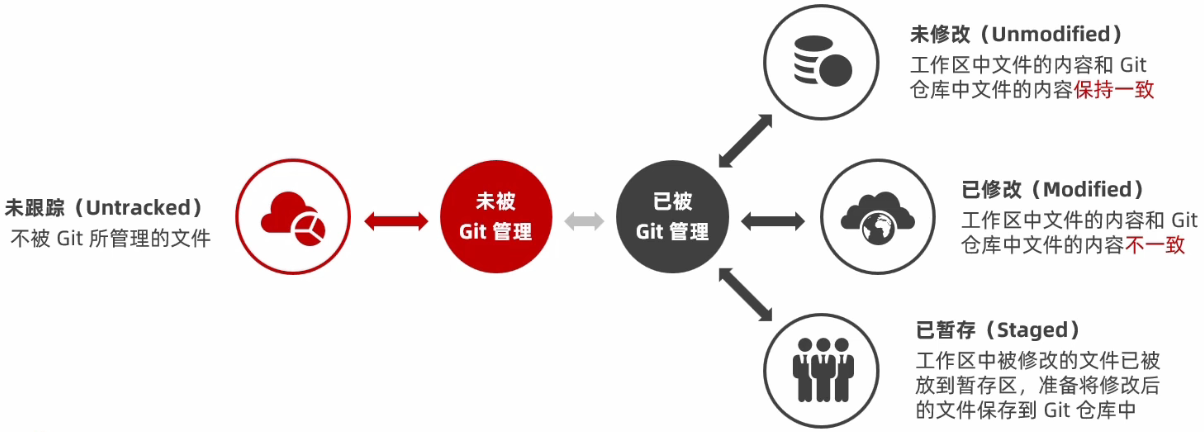 未跟踪（Untracked）
不被 Git 所管理的文件
未被
Git 管理
已被
Git 管理
未修改（Unmodified）
工作区中文件的内容和 Git
仓库中文件的内容保持一致
已修改（Modified）
工作区中文件的内容和 Git
仓库中文件的内容不一致
已暂存（Staged）
工作区中被修改的文件已被
放到暂存区，准备将修改后
的文件保存到 Git 仓库中